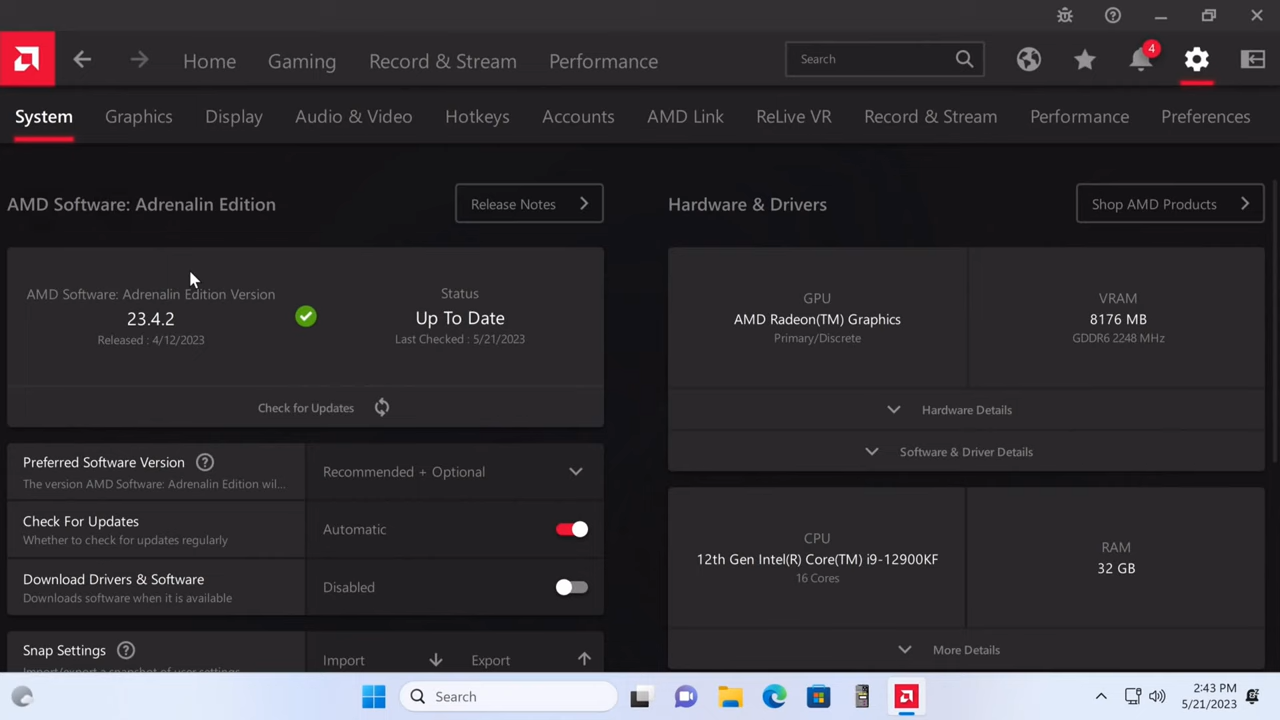 4
Home
Gaming
Record & Stream
Performance
Search
System
Graphics
Display
Audio & Video
Hotkeys
Accounts
AMD Link
ReLive VR
Record & Stream
Performance
Preferences
AMD Software: Adrenalin Edition
Release Notes
AMD Software: Adrenalin Edition Version
23.4.2
Released : 4/12/2023
Status
Up To Date
Last Checked : 5/21/2023
Check for Updates
Preferred Software Version
The version AMD Software: Adrenalin Edition wil...
Recommended + Optional
Check For Updates
Whether to check for updates regularly
Automatic
Download Drivers & Software
Downloads software when it is available
Disabled
Snap Settings
Import/export a snapshot of user settings
Import
Export
Hardware & Drivers
Shop AMD Products
GPU
AMD Radeon(TM) Graphics
Primary/Discrete
VRAM
8176 MB
GDDR6 2248 MHz
Hardware Details
Software & Driver Details
CPU
12th Gen Intel(R) Core(TM) i9-12900KF
16 Cores
RAM
32 GB
More Details
Search
2:43 PM
5/21/2023